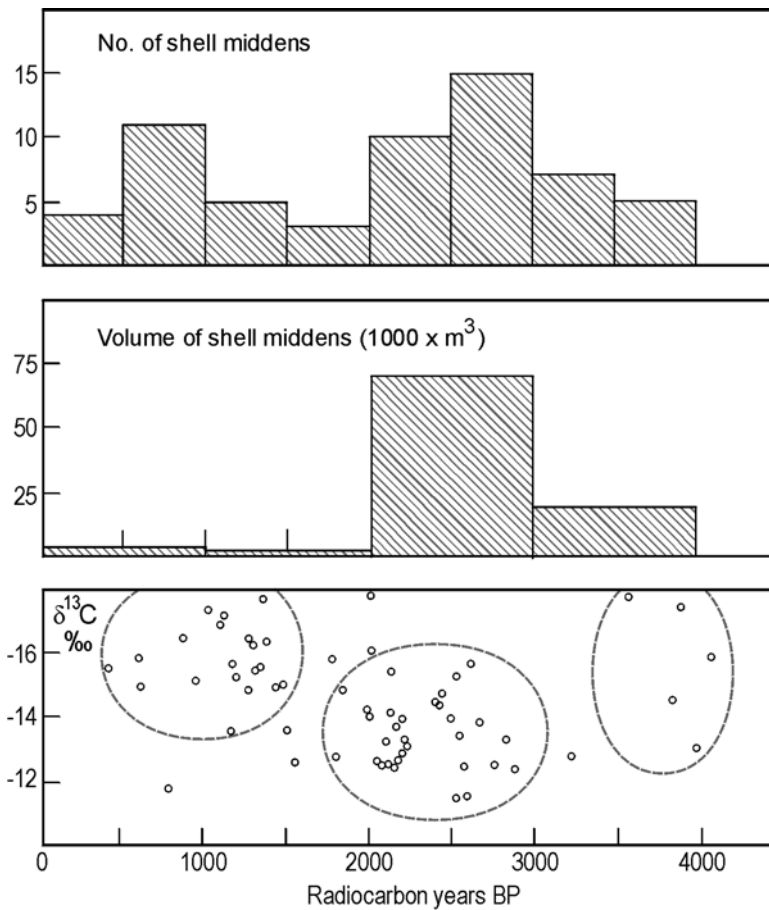 No. of shell middens
15
10
5
Volume of shell middens (1000 x m³)
75
50
25
δ¹³C
‰
-16
-14
-12
0 1000 2000 3000 4000
Radiocarbon years BP